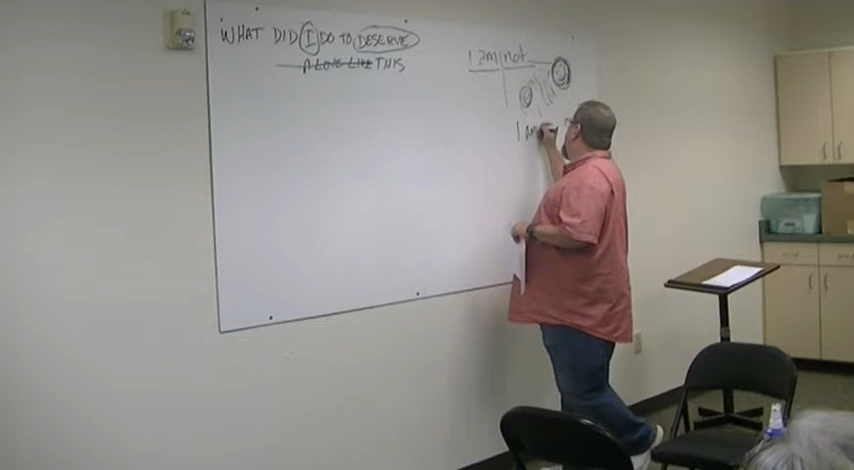 WHAT DID I DO TO DESERVE
A LOVE LIKE THIS
I am not
I am